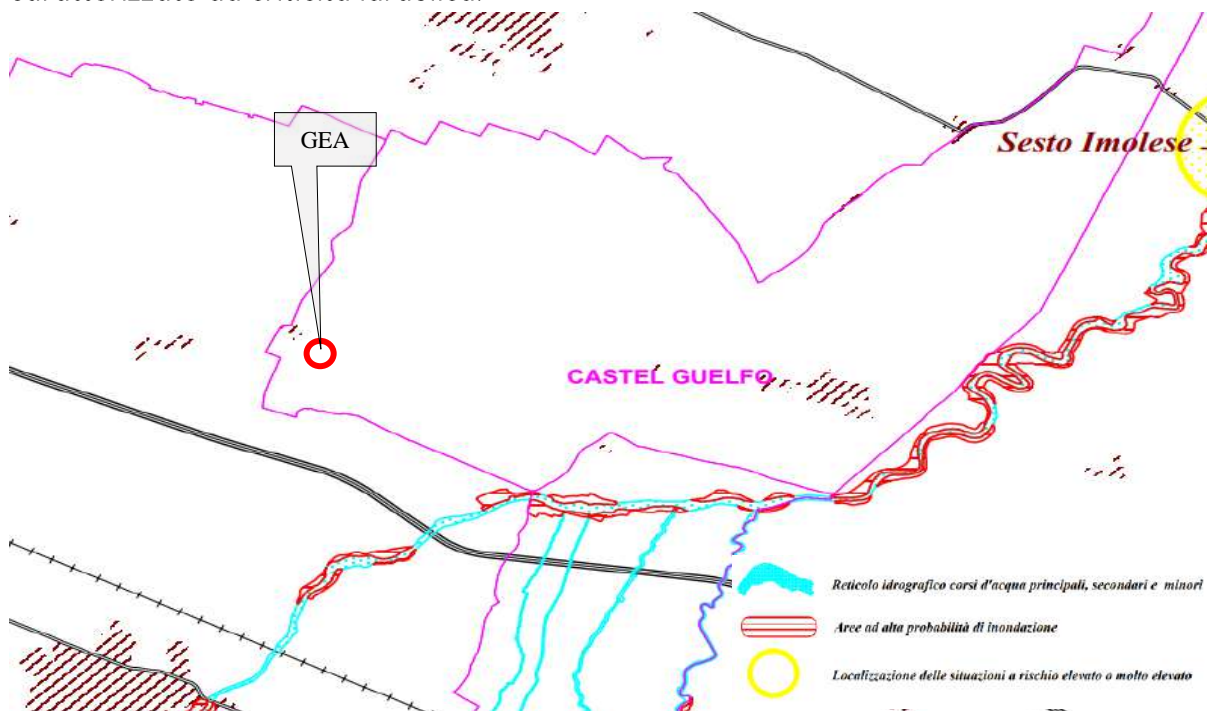 GEA
Sesto Imolese
CASTEL GUELFO
Reticolo idrografico corsi d'acqua principali, secondari e minori
Aree ad alta probabilità di inondazione
Localizzazione delle situazioni a rischio elevato o molto elevato